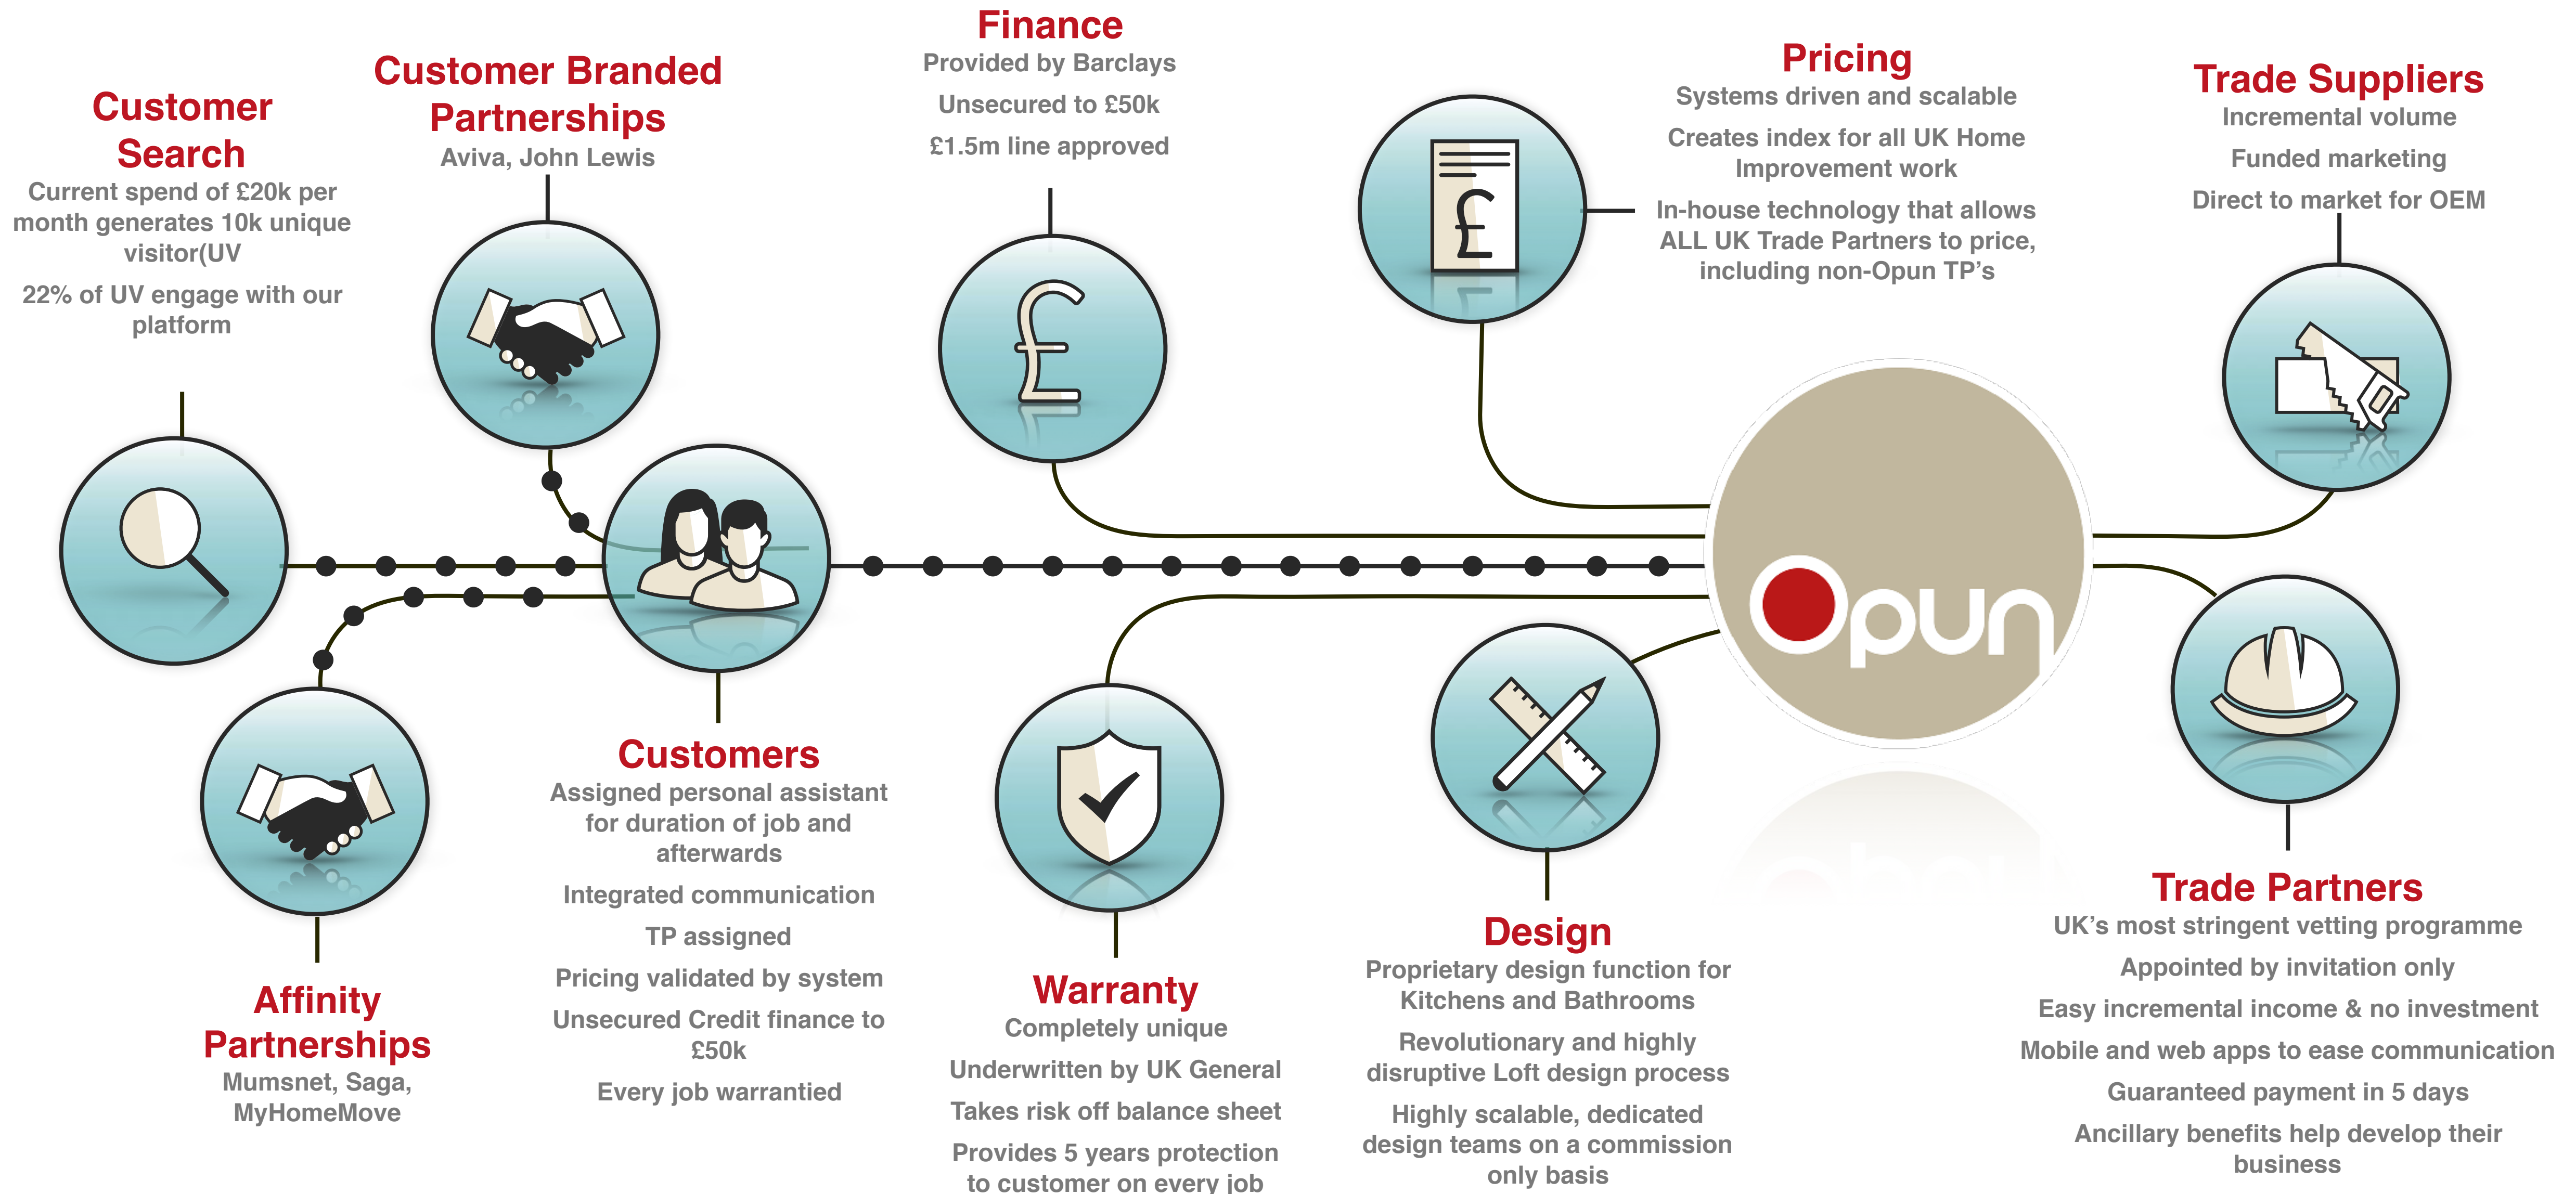 Customer
Search
Current spend of £20k per
month generates 10k unique
visitor(UV
22% of UV engage with our
platform
Customer Branded
Partnerships
Aviva, John Lewis
Finance
Provided by Barclays
Unsecured to £50k
£1.5m line approved
Pricing
Systems driven and scalable
Creates index for all UK Home
Improvement work
In-house technology that allows
ALL UK Trade Partners to price,
including non-Opun TP’s
Trade Suppliers
Incremental volume
Funded marketing
Direct to market for OEM
£
£
Opun
Affinity
Partnerships
Mumsnet, Saga,
MyHomeMove
Customers
Assigned personal assistant
for duration of job and
afterwards
Integrated communication
TP assigned
Pricing validated by system
Unsecured Credit finance to
£50k
Every job warrantied
Warranty
Completely unique
Underwritten by UK General
Takes risk off balance sheet
Provides 5 years protection
to customer on every job
Design
Proprietary design function for
Kitchens and Bathrooms
Revolutionary and highly
disruptive Loft design process
Highly scalable, dedicated
design teams on a commission
only basis
Trade Partners
UK’s most stringent vetting programme
Appointed by invitation only
Easy incremental income & no investment
Mobile and web apps to ease communication
Guaranteed payment in 5 days
Ancillary benefits help develop their
business